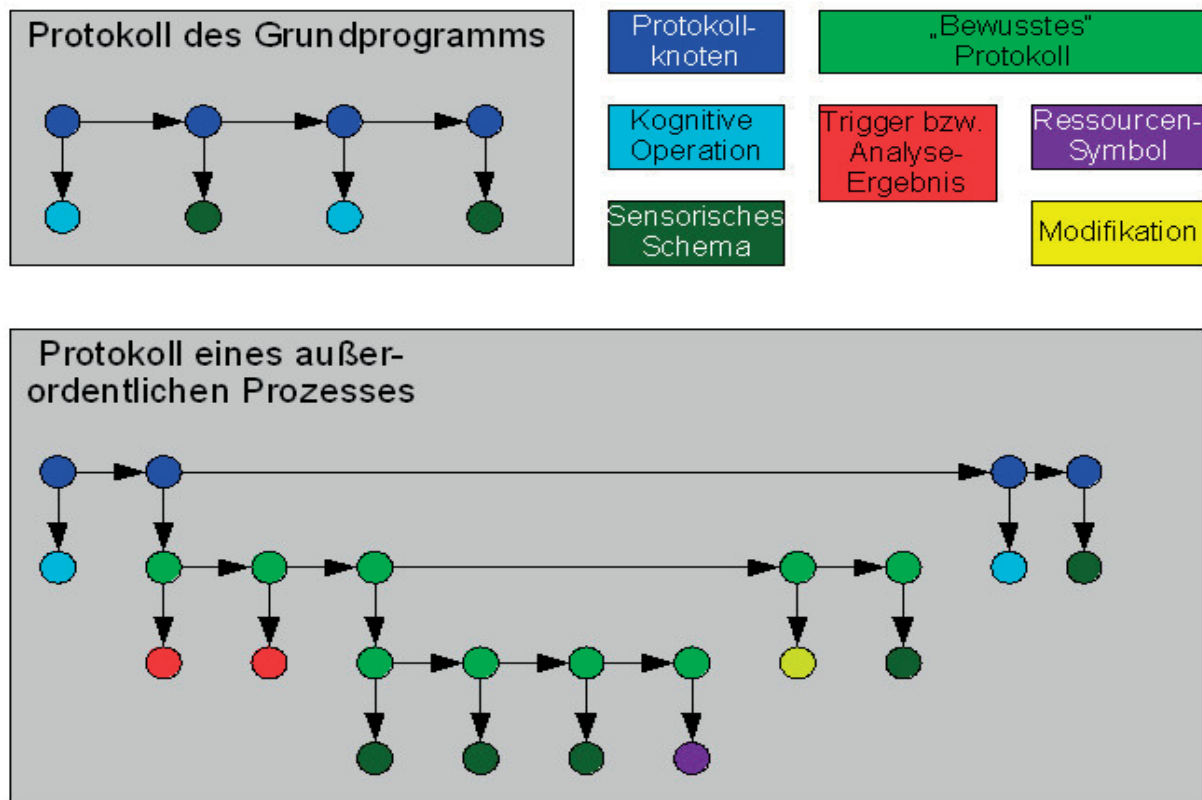 Protokoll des Grundprogramms
Protokoll-
knoten
„Bewusstes"
Protokoll
Kognitive
Operation
Trigger bzw.
Analyse-
Ergebnis
Ressourcen-
Symbol
Sensorisches
Schema
Modifikation
Protokoll eines außer-
ordentlichen Prozesses